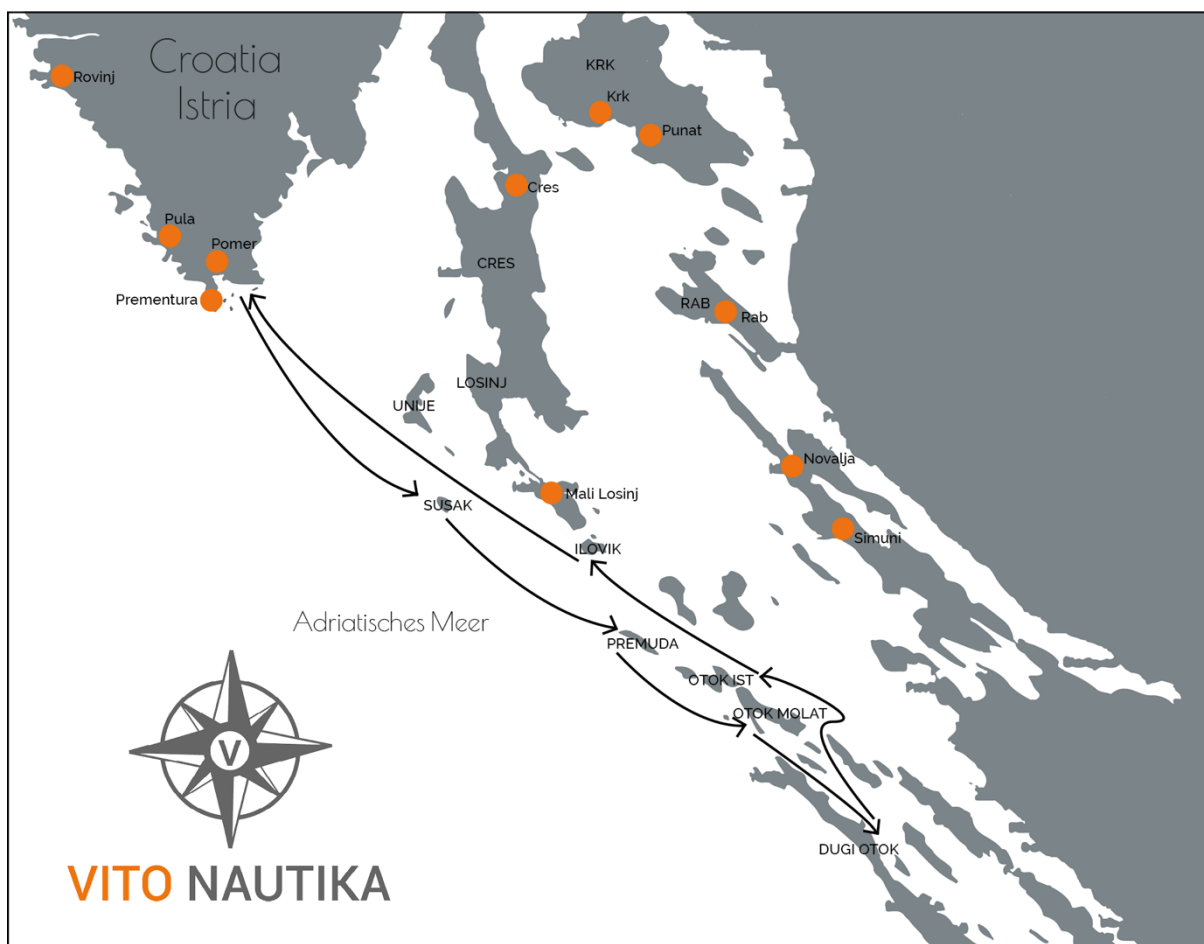 Croatia
Istria
Rovinj
KRK
Krk
Punat
Cres
Pula
Pomer
CRES
Prementura
RAB
Rab
LOSINJ
UNIJE
Novalja
SUSAK
Mali Losinj
Simuni
ILOVIK
Adriatisches Meer
PREMUDA
OTOK IST
OTOK MOLAT
V
DUGI OTOK
VITO NAUTIKA